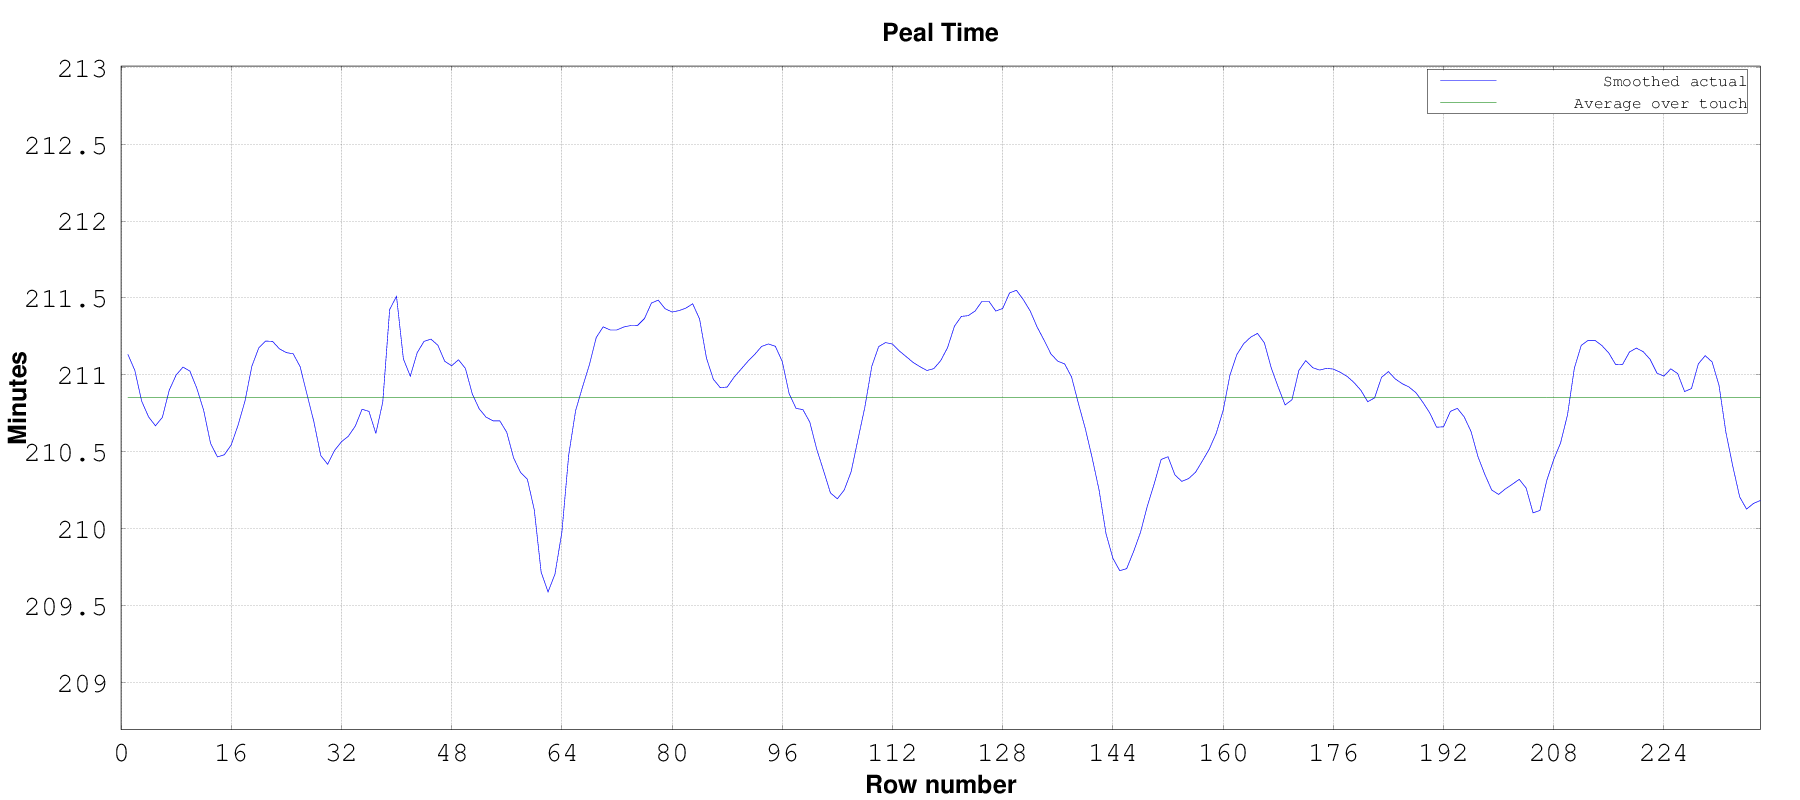 Peal Time
213
212.5
212
211.5
211
210.5
210
209.5
209
Minutes
Smoothed actual
Average over touch
0 16 32 48 64 80 96 112 128 144 160 176 192 208 224
Row number